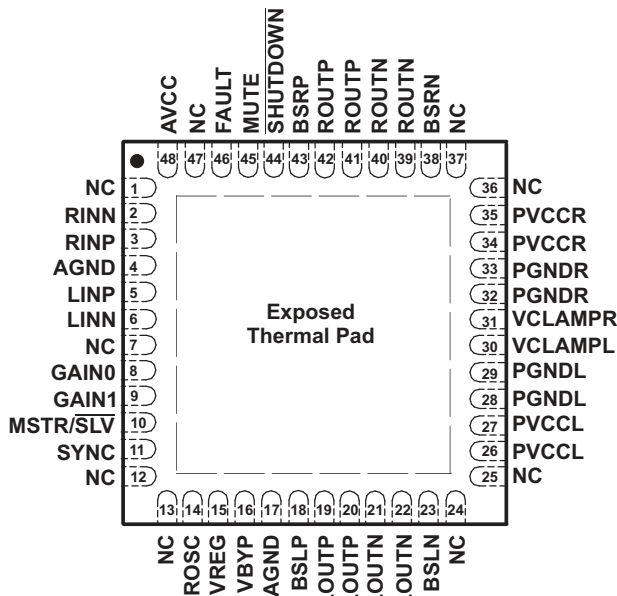 AVCC
NC
FAULT
MUTE
SHUTDOWN
BSRP
ROUTP
ROUTP
ROUTN
ROUTN
BSRN
NC
48 47 46 45 44 43 42 41 40 39 38 37
NC 1
RINN 2
RINP 3
AGND 4
LINP 5
LINN 6
NC 7
GAIN0 8
GAIN1 9
MSTR/SLV 10
SYNC 11
NC 12
Exposed
Thermal Pad
36 NC
35 PVCCR
34 PVCCR
33 PGNDR
32 PGNDR
31 VCLAMPR
30 VCLAMPL
29 PGNDL
28 PGNDL
27 PVCCL
26 PVCCL
25 NC
13 14 15 16 17 18 19 20 21 22 23 24
NC
ROSC
VREG
VBYP
AGND
BSLP
OUTP
OUTP
OUTN
OUTN
BSLN
NC